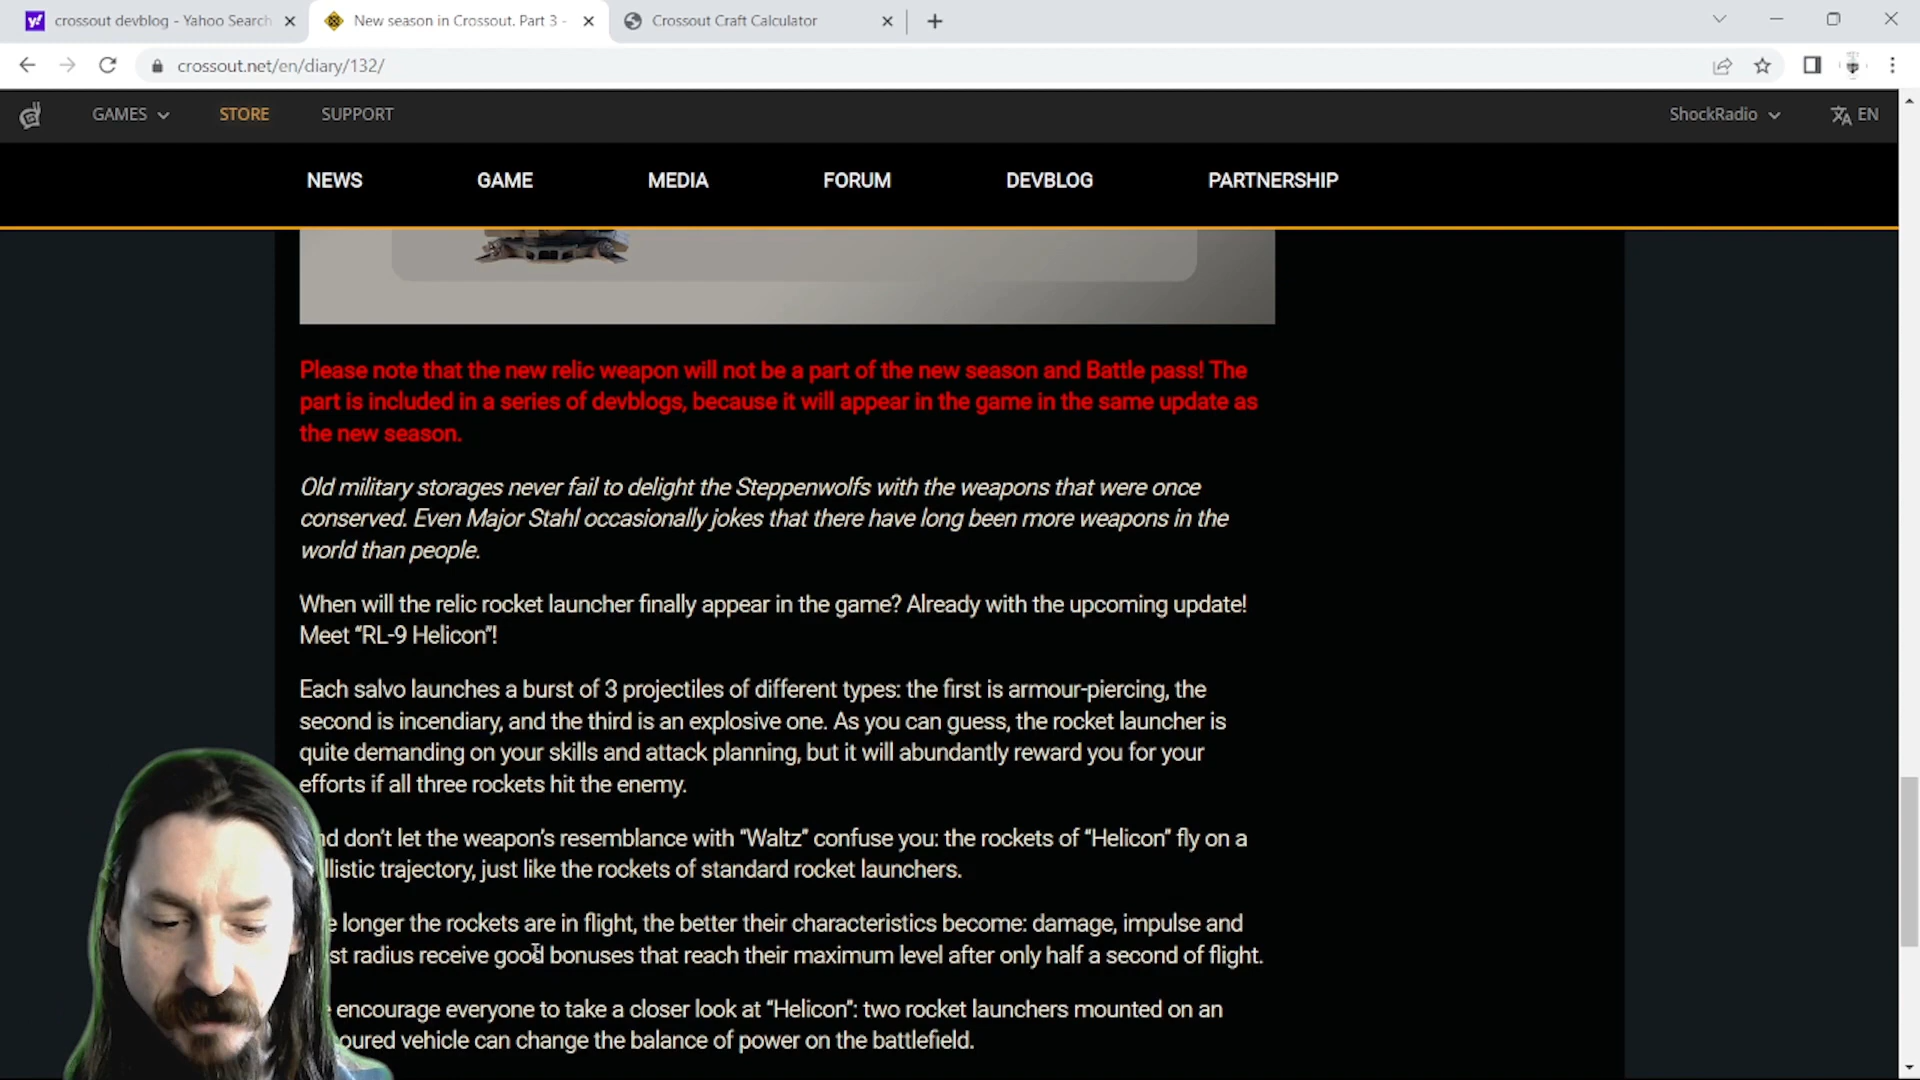 crossout devblog - Yahoo Search
New season in Crossout. Part 3 -
Crossout Craft Calculator
crossout.net/en/diary/132/
GAMES STORE SUPPORT ShockRadio EN
NEWS GAME MEDIA FORUM DEVBLOG PARTNERSHIP
Please note that the new relic weapon will not be a part of the new season and Battle pass! The
part is included in a series of devblogs, because it will appear in the game in the same update as
the new season.
Old military storages never fail to delight the Steppenwolfs with the weapons that were once
conserved. Even Major Stahl occasionally jokes that there have long been more weapons in the
world than people.
When will the relic rocket launcher finally appear in the game? Already with the upcoming update!
Meet “RL-9 Helicon”!
Each salvo launches a burst of 3 projectiles of different types: the first is armour-piercing, the
second is incendiary, and the third is an explosive one. As you can guess, the rocket launcher is
quite demanding on your skills and attack planning, but it will abundantly reward you for your
efforts if all three rockets hit the enemy.
don’t let the weapon’s resemblance with “Waltz” confuse you: the rockets of “Helicon” fly on a
trajectory, just like the rockets of standard rocket launchers.
longer the rockets are in flight, the better their characteristics become: damage, impulse and
radius receive good bonuses that reach their maximum level after only half a second of flight.
encourage everyone to take a closer look at “Helicon”: two rocket launchers mounted on an
vehicle can change the balance of power on the battlefield.